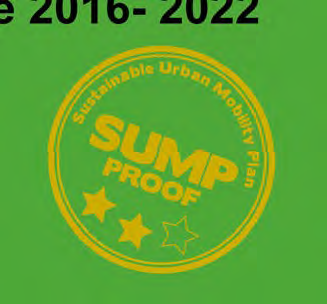 e 2016- 2022
Sustainable Urban Mobility Plan
SUMP
PROOF